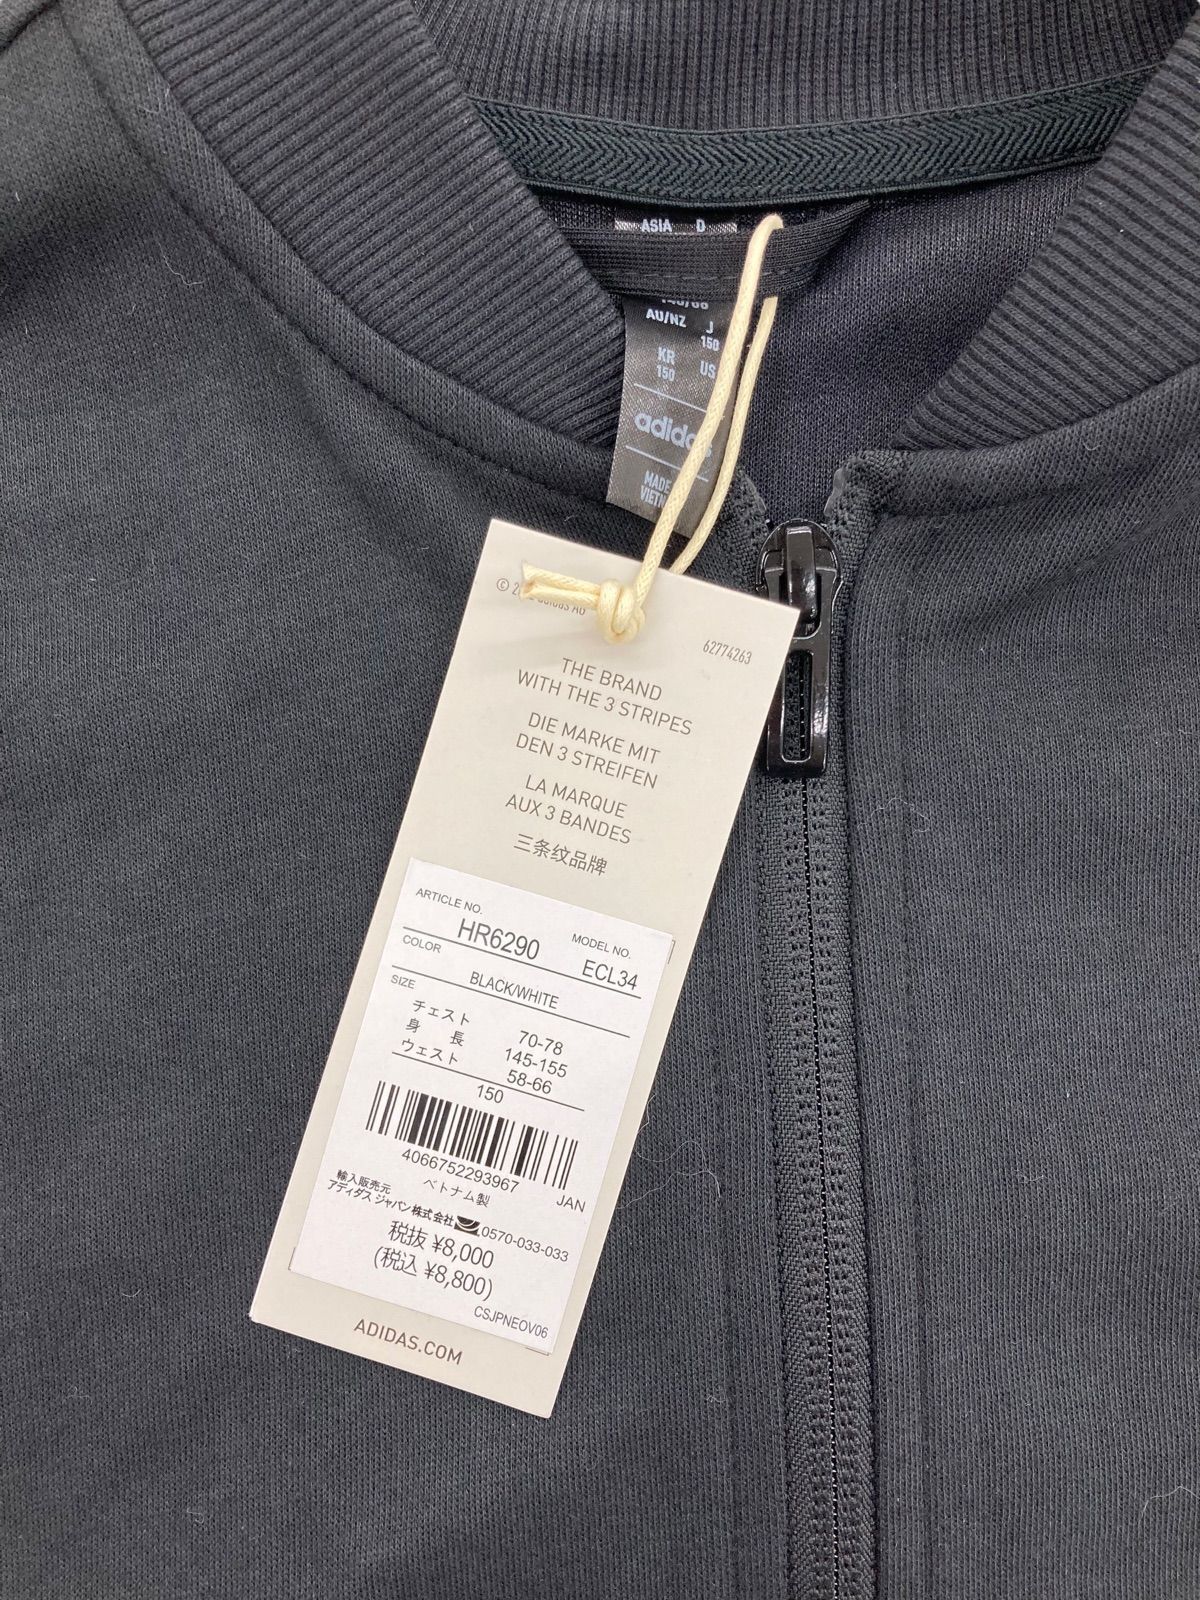 ASIA D
AU/NZ J
150
KR US
150
adidas
MADE
62774263
THE BRAND
WITH THE 3 STRIPES
DIE MARKE MIT
DEN 3 STREIFEN
LA MARQUE
AUX 3 BANDES
三条纹品牌
ARTICLE NO. HR6290 MODEL NO. ECL34
COLOR BLACK/WHITE
SIZE
チェスト 70-78
身長 145-155
ウェスト 58-66
150
4066752293967 JAN
ベトナム製
輸入販売元
アディダス ジャパン株式会社 0570-033-033
税抜 ¥8,000
(税込 ¥8,800)
CSJPNEOV06
ADIDAS.COM